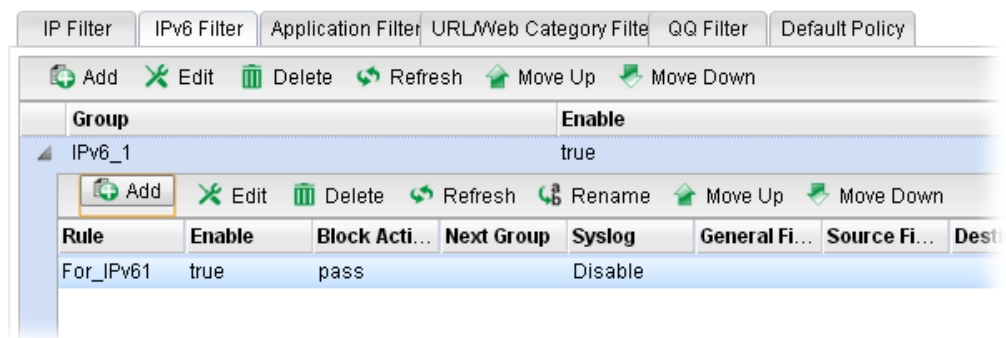 IP Filter IPv6 Filter Application Filter URL/Web Category Filte QQ Filter Default Policy
Add Edit Delete Refresh Move Up Move Down
Group Enable
IPv6_1 true
Add Edit Delete Refresh Rename Move Up Move Down
Rule Enable Block Acti... Next Group Syslog General Fi... Source Fi... Desti
For_IPv61 true pass Disable